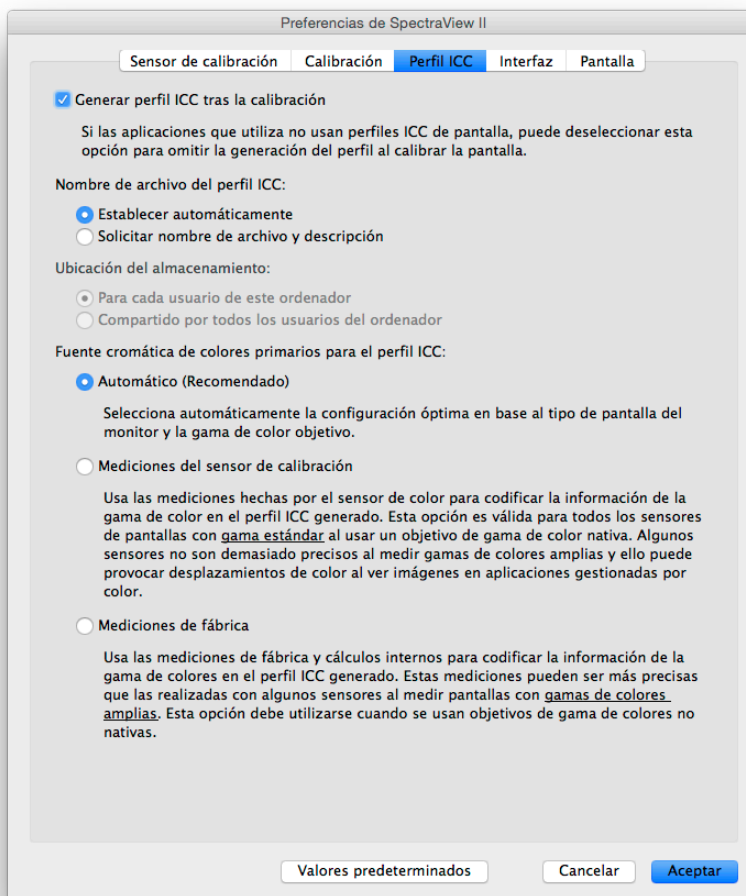 Preferencias de SpectraView II
Sensor de calibración Calibración Perfil ICC Interfaz Pantalla
Generar perfil ICC tras la calibración
Si las aplicaciones que utiliza no usan perfiles ICC de pantalla, puede deseleccionar esta
opción para omitir la generación del perfil al calibrar la pantalla.
Nombre de archivo del perfil ICC:
Establecer automáticamente
Solicitar nombre de archivo y descripción
Ubicación del almacenamiento:
Para cada usuario de este ordenador
Compartido por todos los usuarios del ordenador
Fuente cromática de colores primarios para el perfil ICC:
Automático (Recomendado)
Selecciona automáticamente la configuración óptima en base al tipo de pantalla del
monitor y la gama de color objetivo.
Mediciones del sensor de calibración
Usa las mediciones hechas por el sensor de color para codificar la información de la
gama de color en el perfil ICC generado. Esta opción es válida para todos los sensores
de pantallas con gama estándar al usar un objetivo de gama de color nativa. Algunos
sensores no son demasiado precisos al medir gamas de colores amplias y ello puede
provocar desplazamientos de color al ver imágenes en aplicaciones gestionadas por
color.
Mediciones de fábrica
Usa las mediciones de fábrica y cálculos internos para codificar la información de la
gama de colores en el perfil ICC generado. Estas mediciones pueden ser más precisas
que las realizadas con algunos sensores al medir pantallas con gamas de colores
amplias. Esta opción debe utilizarse cuando se usan objetivos de gama de colores no
nativas.
Valores predeterminados Cancelar Aceptar